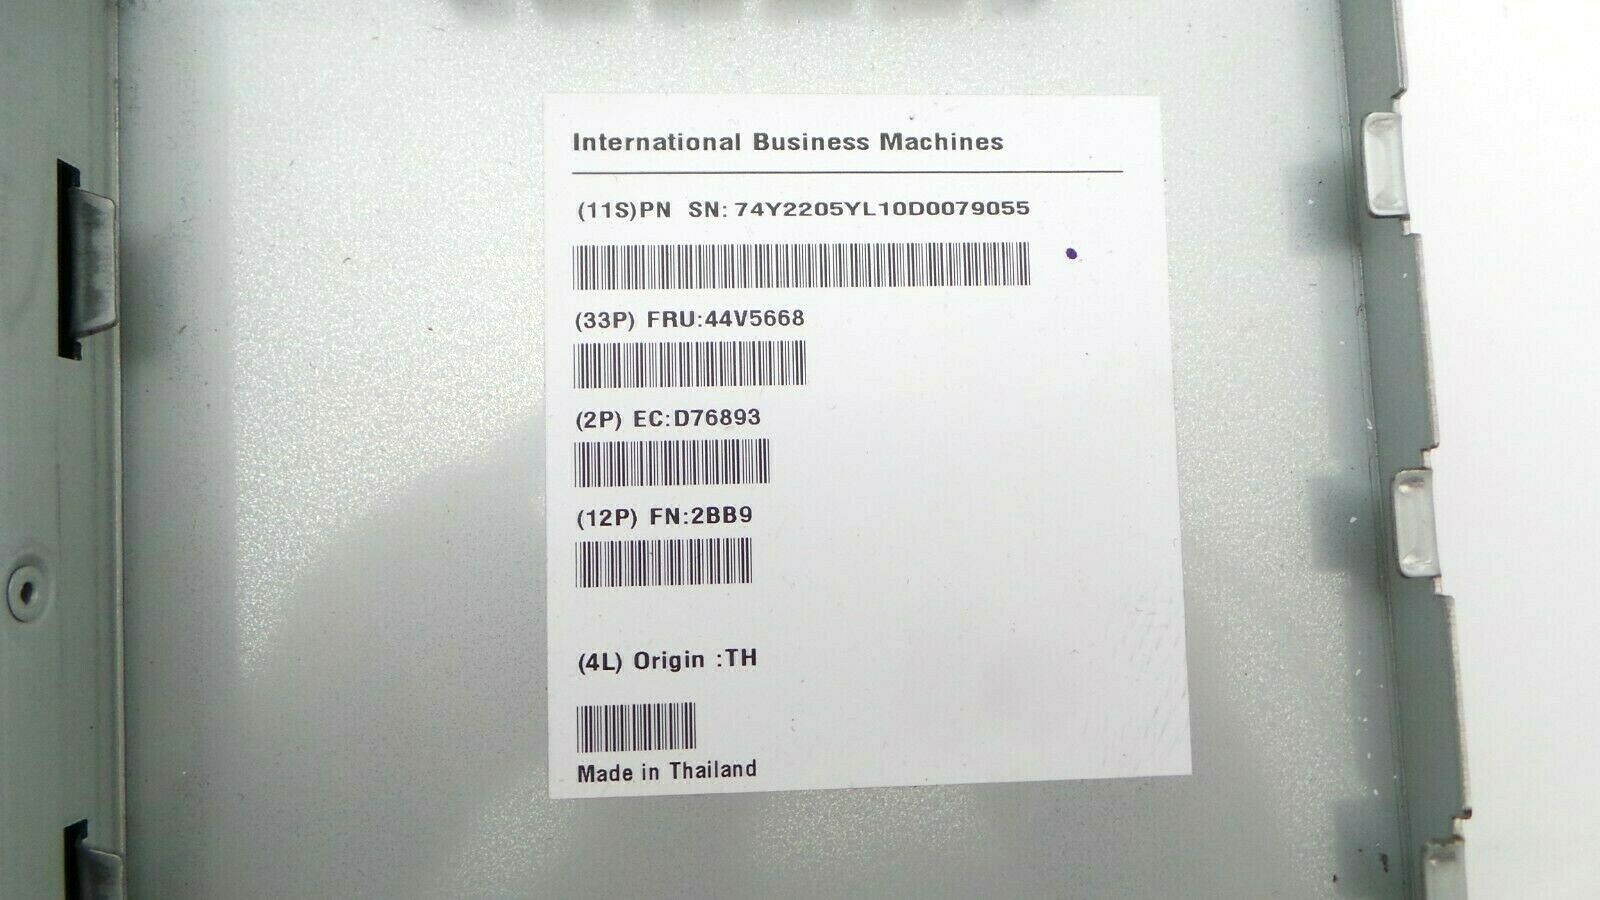 International Business Machines
(11S)PN SN: 74Y2205YL10D0079055
(33P) FRU:44V5668
(2P) EC:D76893
(12P) FN:2BB9
(4L) Origin :TH
Made in Thailand